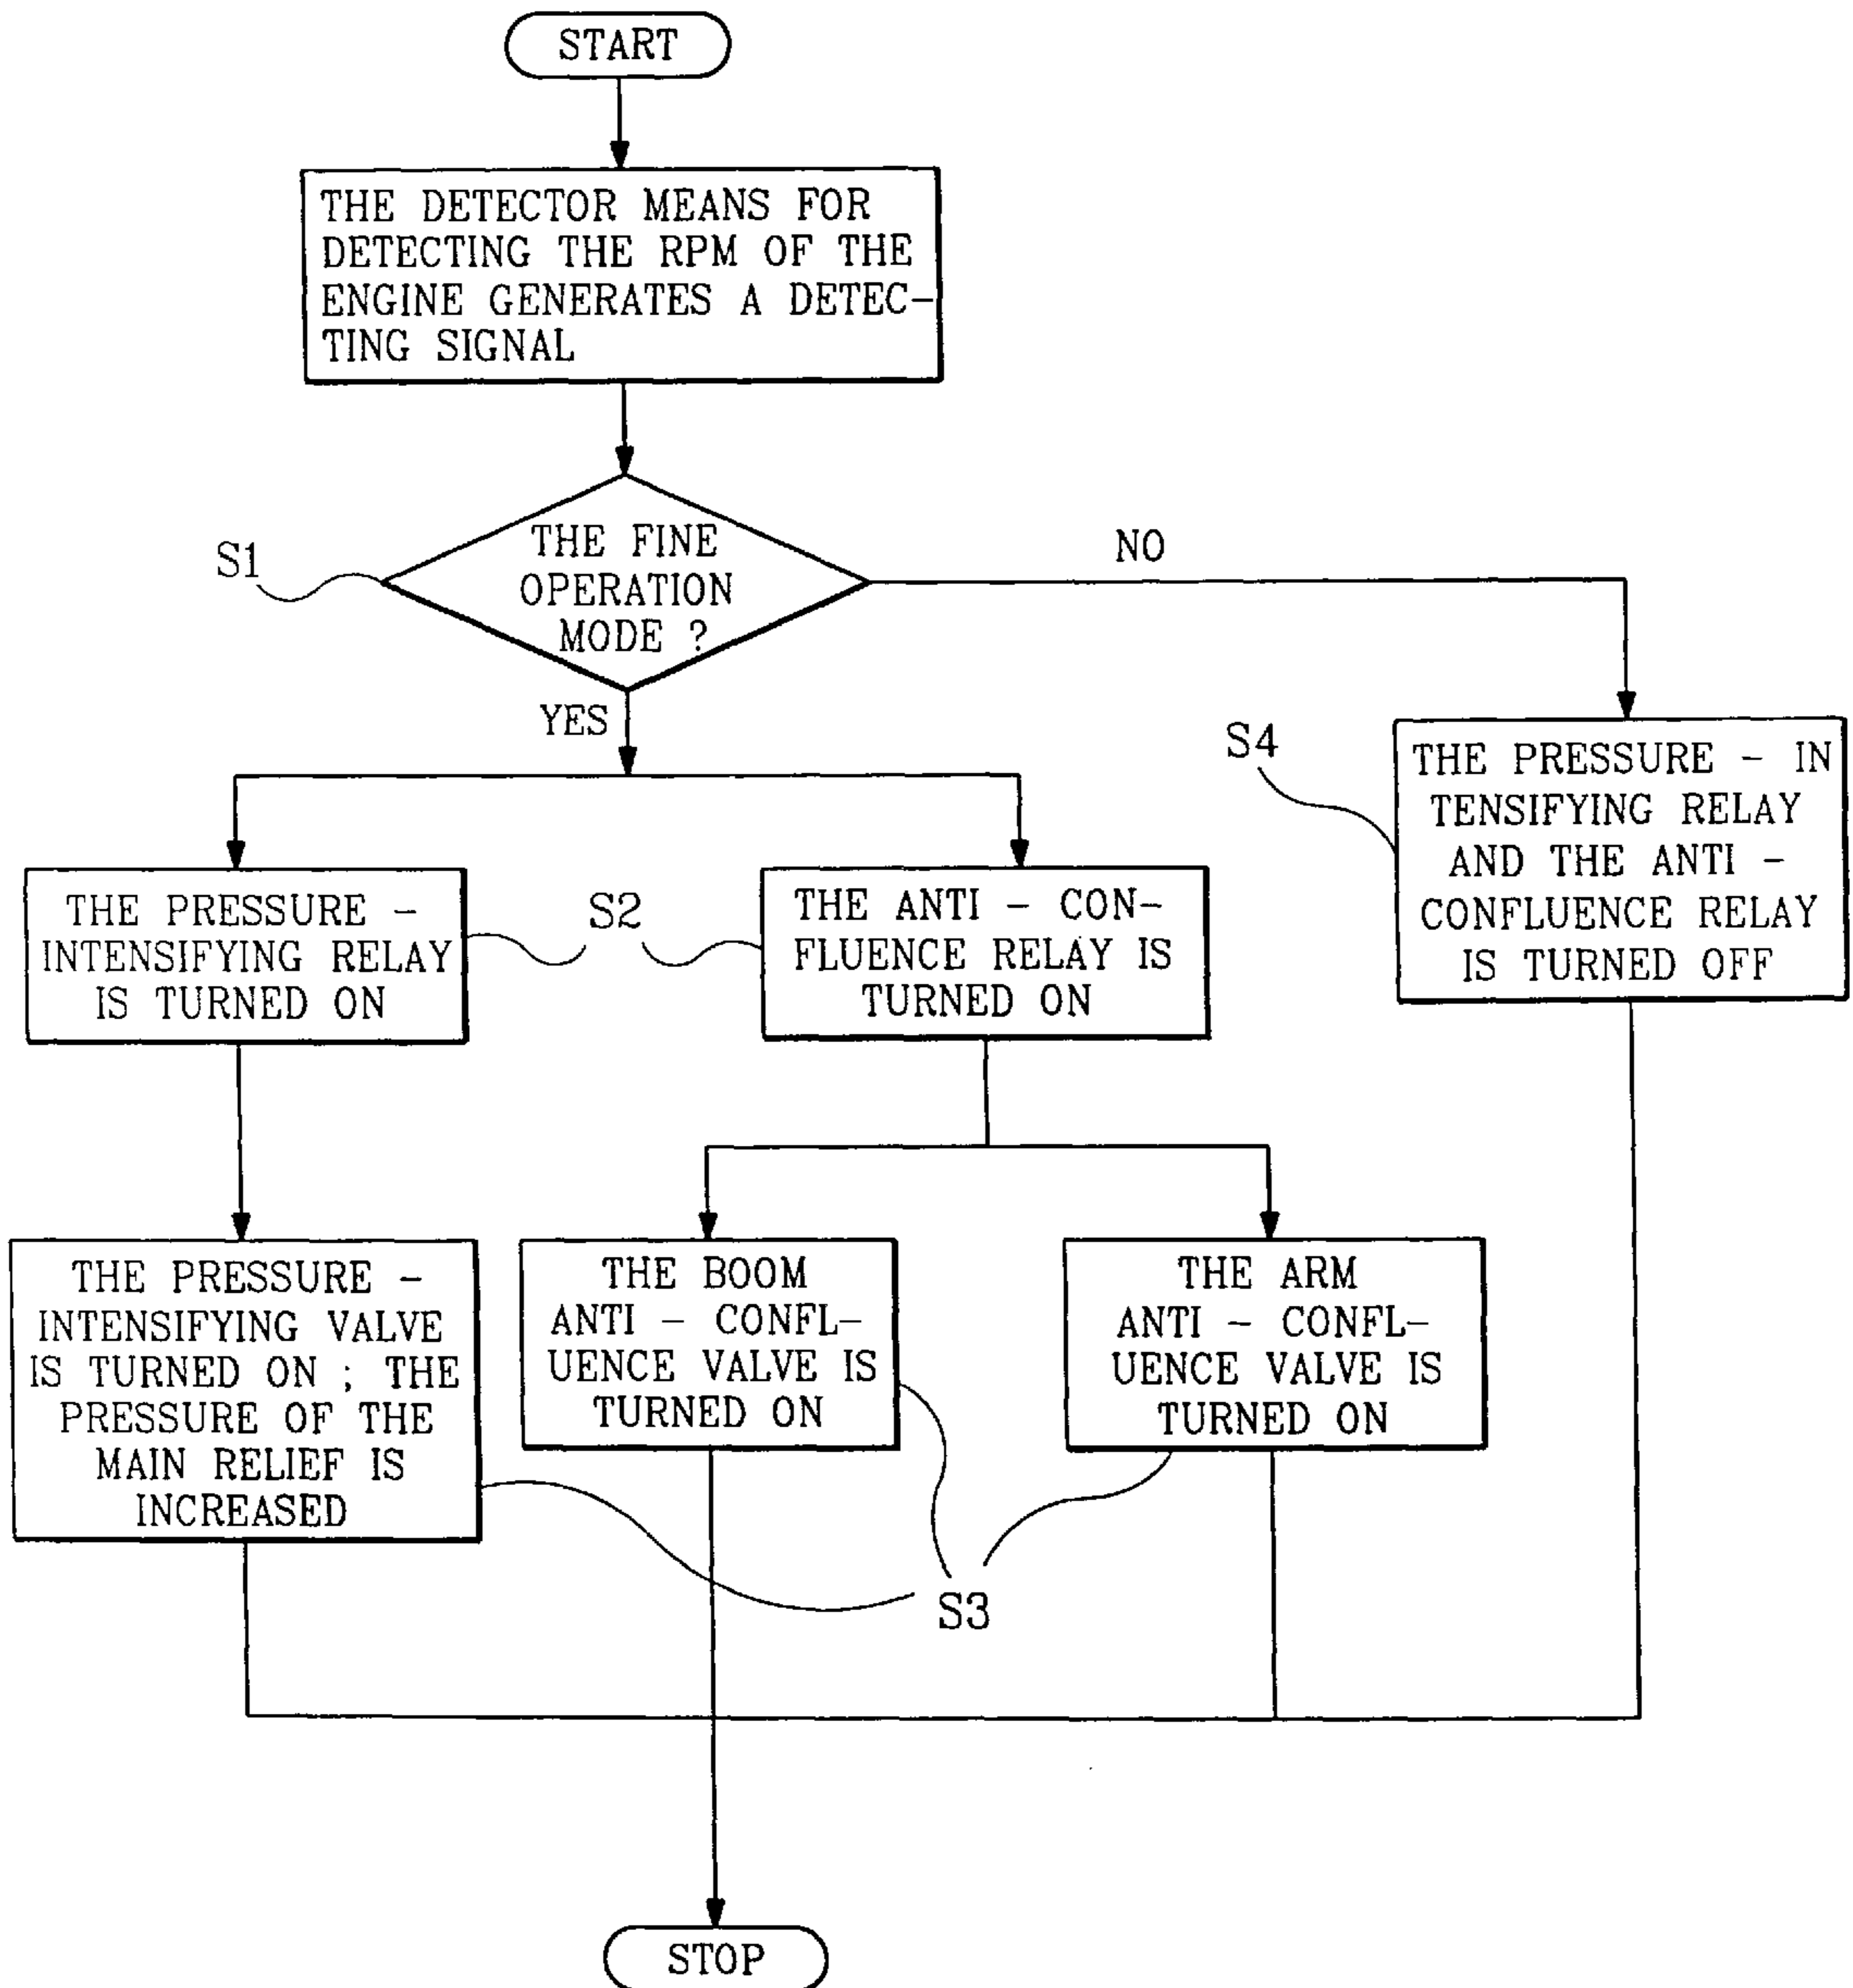 START
THE DETECTOR MEANS FOR
DETECTING THE RPM OF THE
ENGINE GENERATES A DETEC-
TING SIGNAL
S1
THE FINE
OPERATION
MODE ?
NO
YES
S4
THE PRESSURE - IN
TENSIFYING RELAY
AND THE ANTI -
CONFLUENCE RELAY
IS TURNED OFF
THE PRESSURE -
INTENSIFYING RELAY
IS TURNED ON
S2
THE ANTI - CON-
FLUENCE RELAY IS
TURNED ON
THE PRESSURE -
INTENSIFYING VALVE
IS TURNED ON ; THE
PRESSURE OF THE
MAIN RELIEF IS
INCREASED
THE BOOM
ANTI - CONFL-
UENCE VALVE IS
TURNED ON
THE ARM
ANTI - CONFL-
UENCE VALVE IS
TURNED ON
S3
STOP